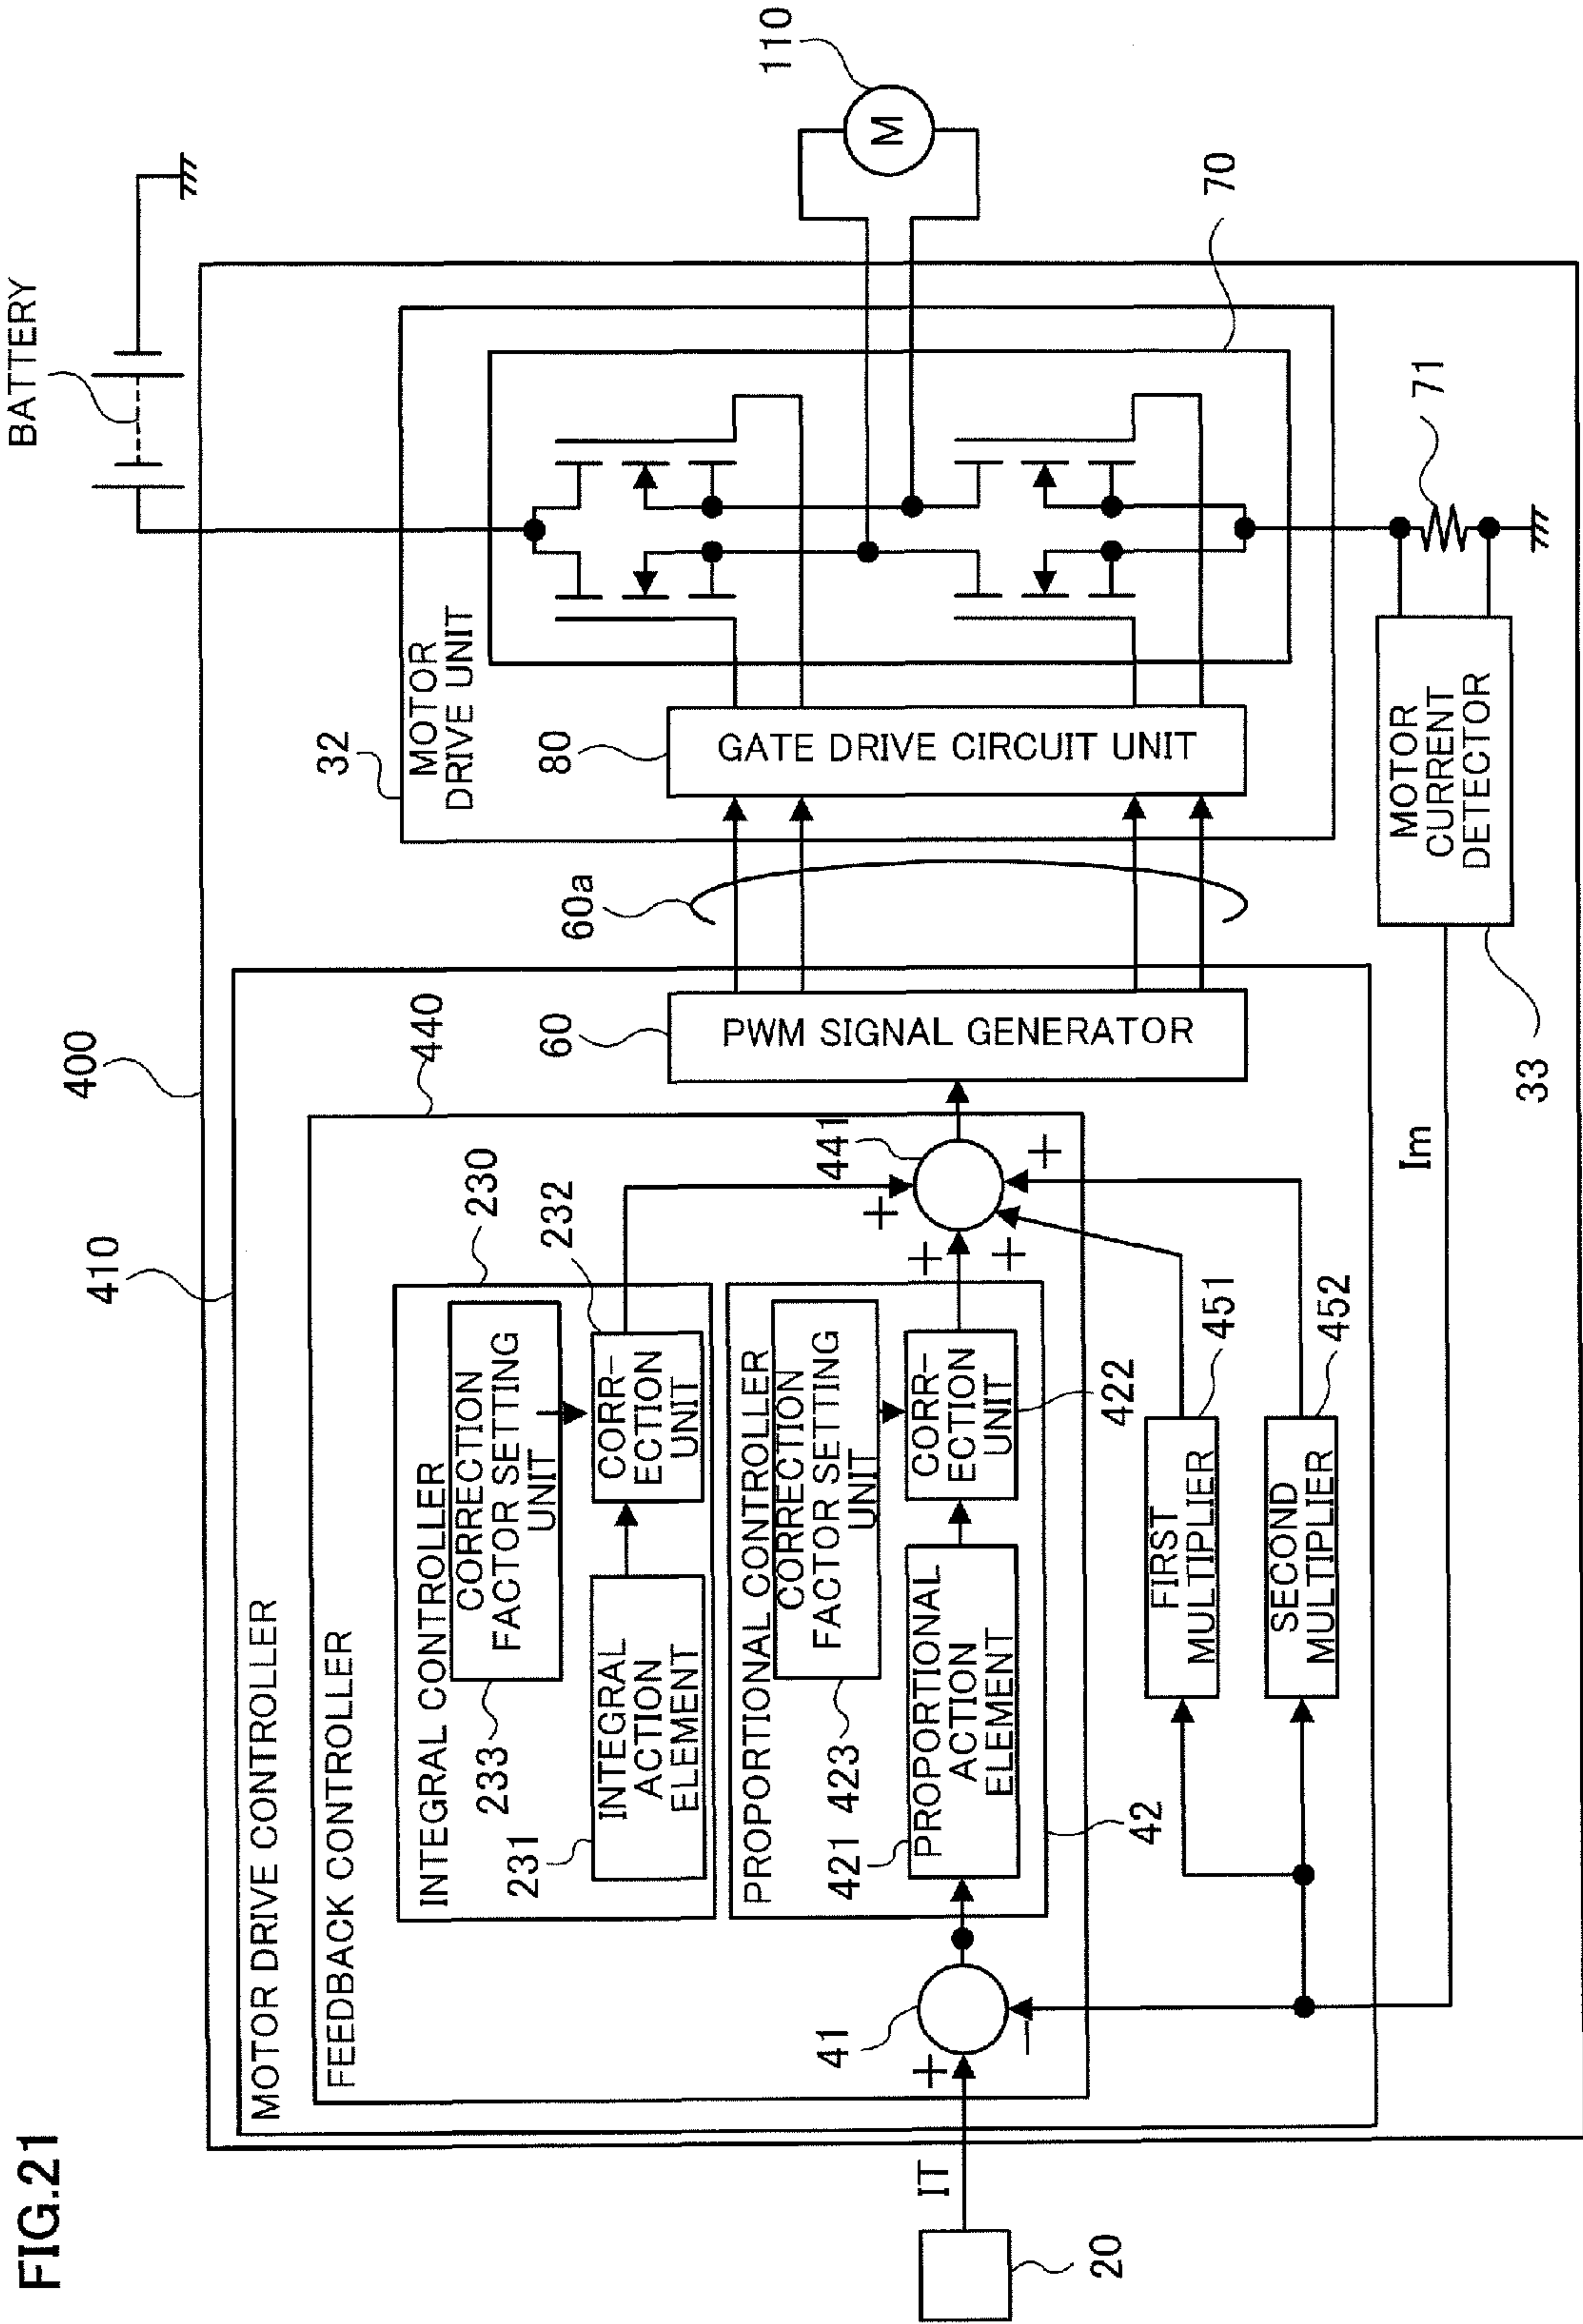 FIG.21
BATTERY
110
M
400
410
32
MOTOR
DRIVE UNIT
70
MOTOR DRIVE CONTROLLER
440
FEEDBACK CONTROLLER
230
INTEGRAL CONTROLLER
CORRECTION
FACTOR SETTING
UNIT
233
232
231
INTEGRAL
ACTION
ELEMENT
CORR-
ECTION
UNIT
60
PWM SIGNAL GENERATOR
60a
80
GATE DRIVE CIRCUIT UNIT
PROPORTIONAL CONTROLLER
CORRECTION
FACTOR SETTING
UNIT
423
421
PROPORTIONAL
ACTION
ELEMENT
CORR-
ECTION
UNIT
422
42
441
+
+
+
+
41
+
−
IT
20
FIRST
MULTIPLIER
451
SECOND
MULTIPLIER
452
Im
MOTOR
CURRENT
DETECTOR
33
71